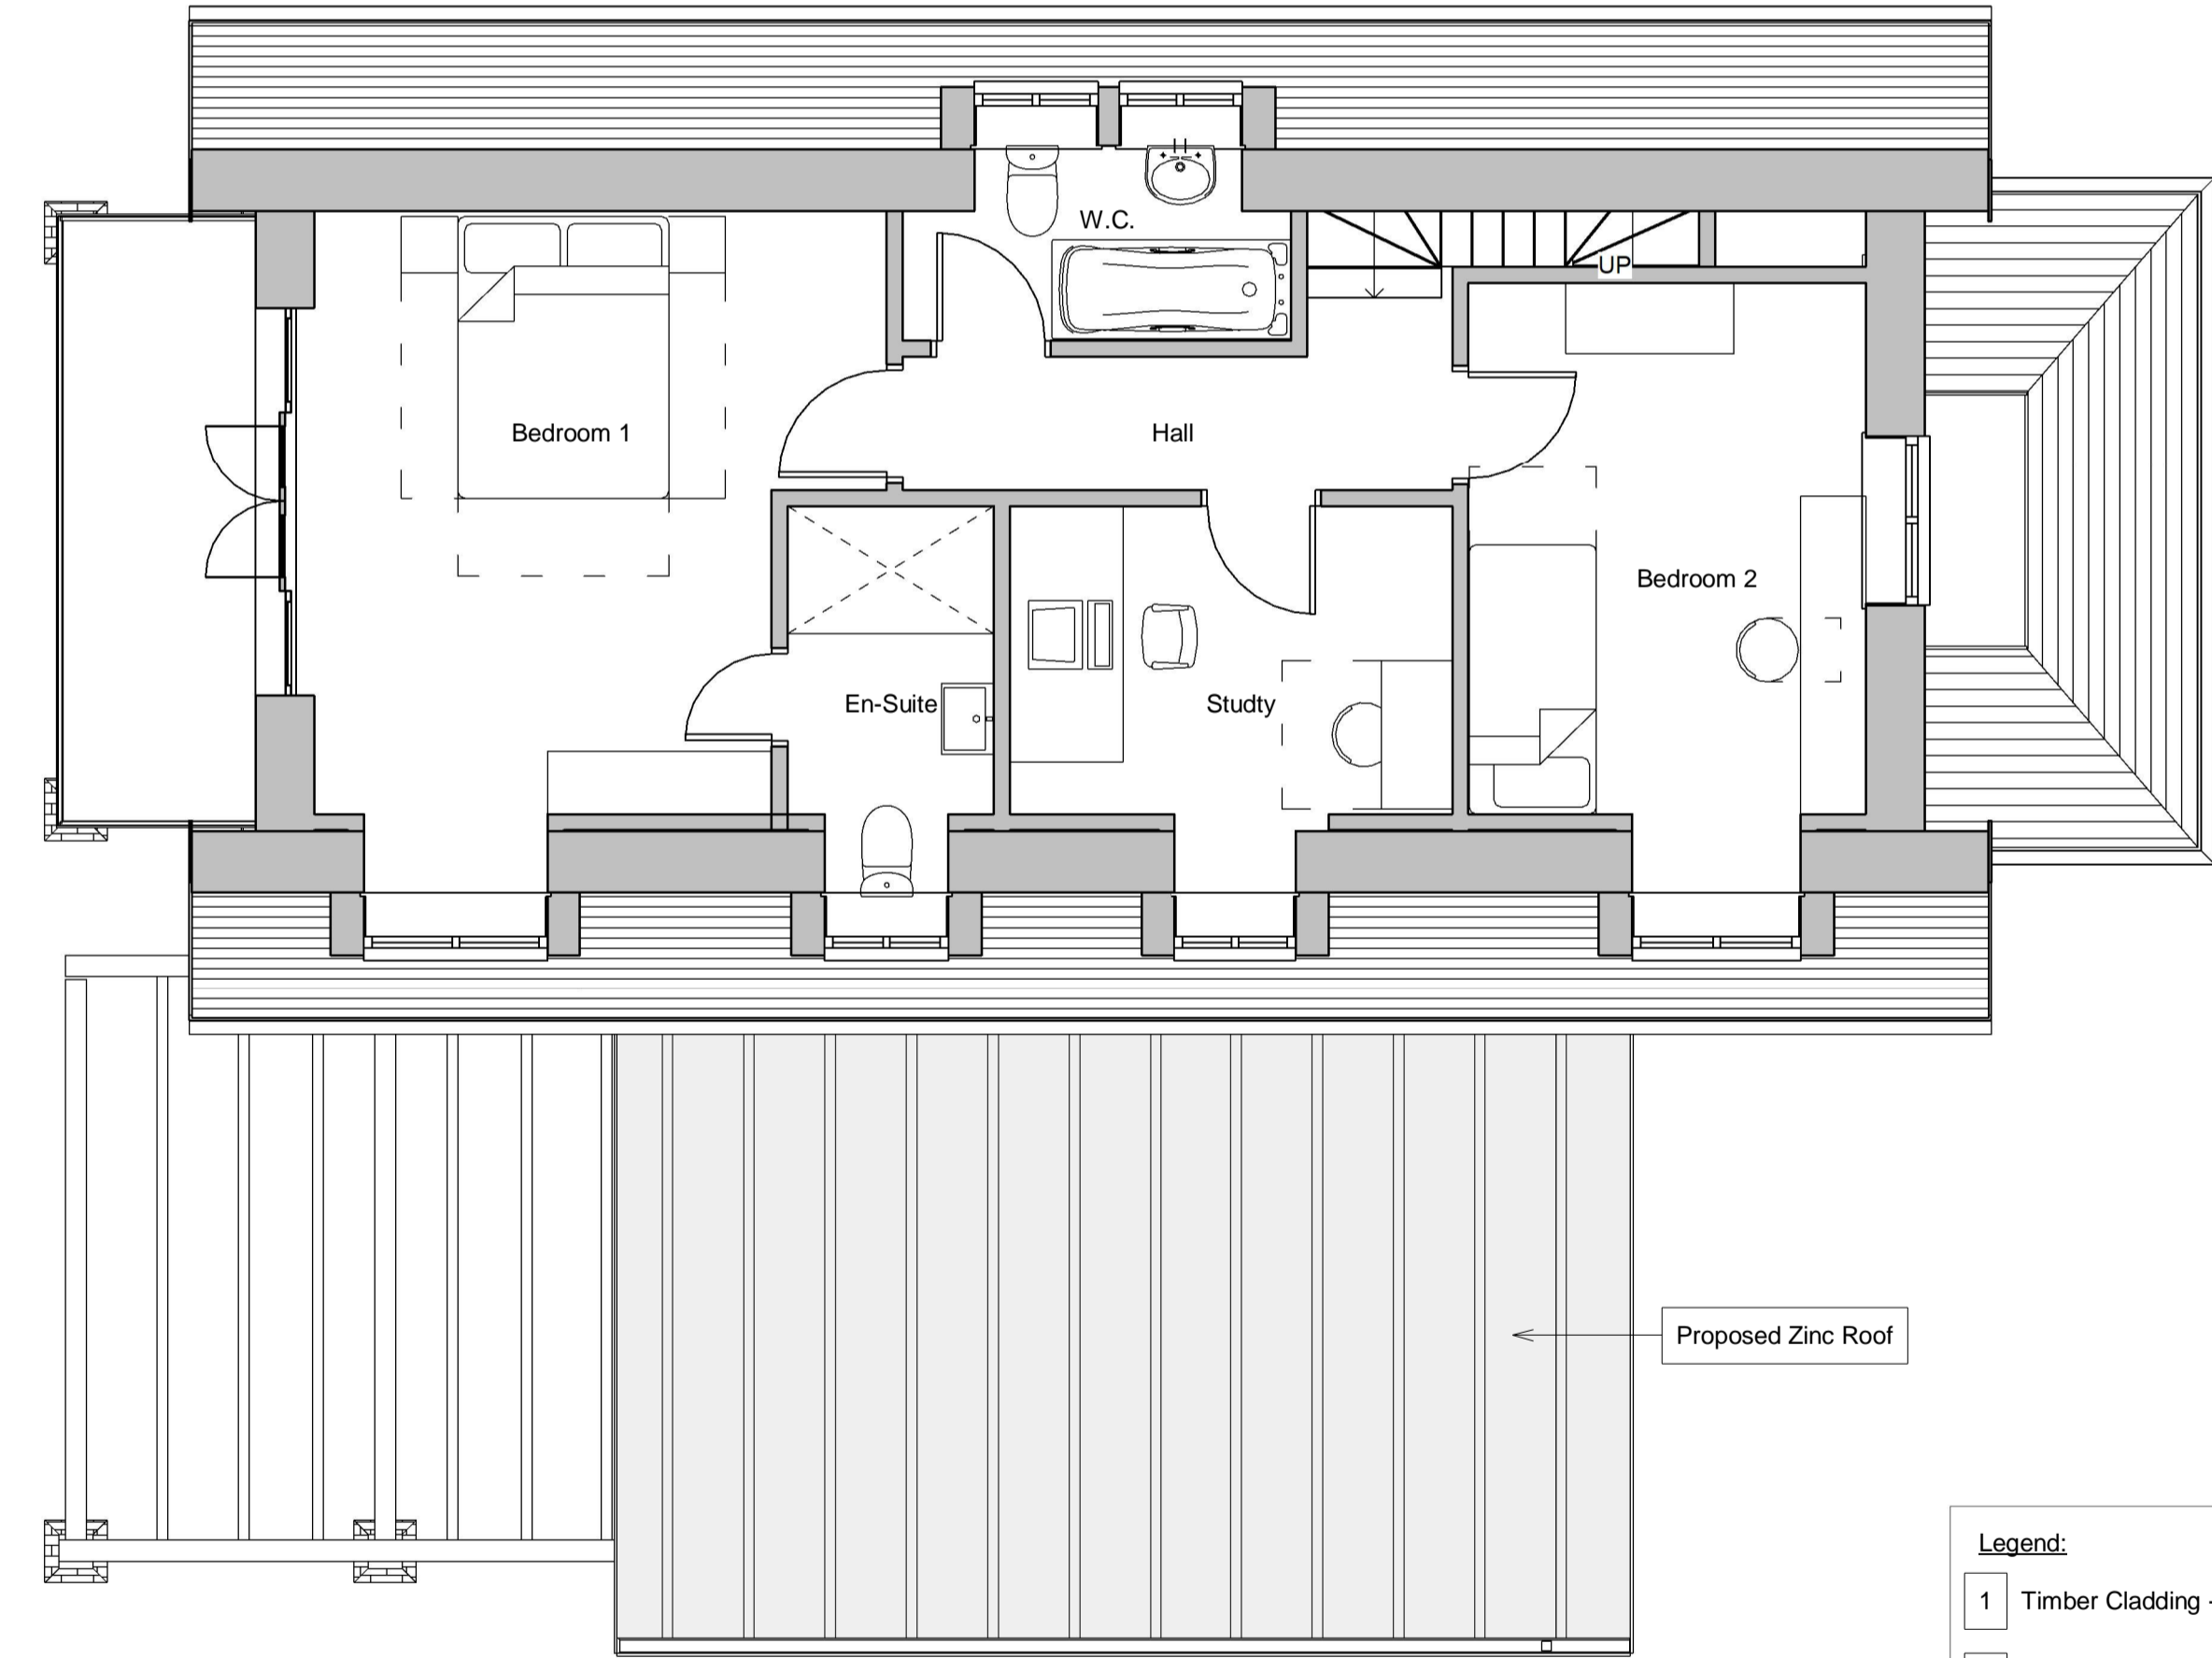 W.C.
UP
Bedroom 1
Hall
Bedroom 2
En-Suite
Studty
Proposed Zinc Roof
Legend:
1 Timber Cladding -